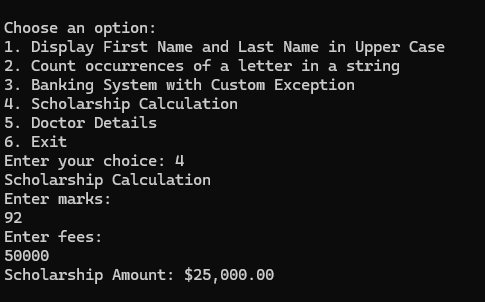 Choose an option:
1. Display First Name and Last Name in Upper Case
2. Count occurrences of a letter in a string
3. Banking System with Custom Exception
4. Scholarship Calculation
5. Doctor Details
6. Exit
Enter your choice: 4
Scholarship Calculation
Enter marks:
92
Enter fees:
50000
Scholarship Amount: $25,000.00